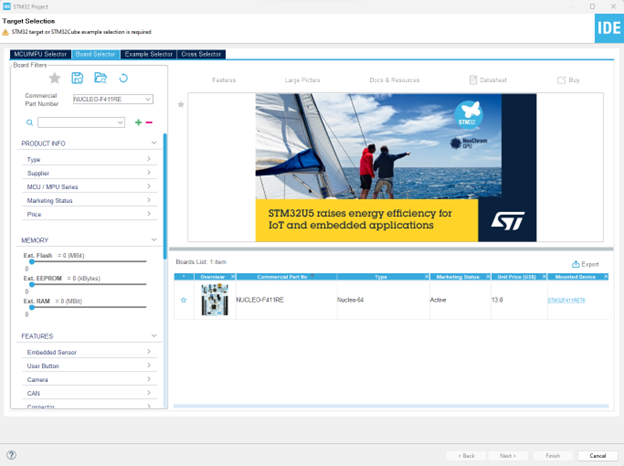 IDE STM32 Project
Target Selection
STM32 target or STM32Cube example selection is required
IDE
MCU/MPU Selector Board Selector Example Selector Cross Selector
Board Filters
Commercial
Part Number
NUCLEO-F411RE
PRODUCT INFO
Type
Supplier
MCU / MPU Series
Marketing Status
Price
MEMORY
Ext. Flash = 0 (MBit)
0
Ext. EEPROM = 0 (kBytes)
0
Ext. RAM = 0 (MBit)
0
FEATURES
Embedded Sensor
User Button
Camera
CAN
Connector
Features Large Picture Docs & Resources Datasheet Buy
STM32
NeoChrom
GPU
STM32U5 raises energy efficiency for
IoT and embedded applications
ST
Boards List: 1 item
Export
* Overview Commercial Part No Type Marketing Status Unit Price (US$) Mounted Device
NUCLEO-F411RE Nucleo-64 Active 13.0 STM32F411RET6
? < Back Next > Finish Cancel